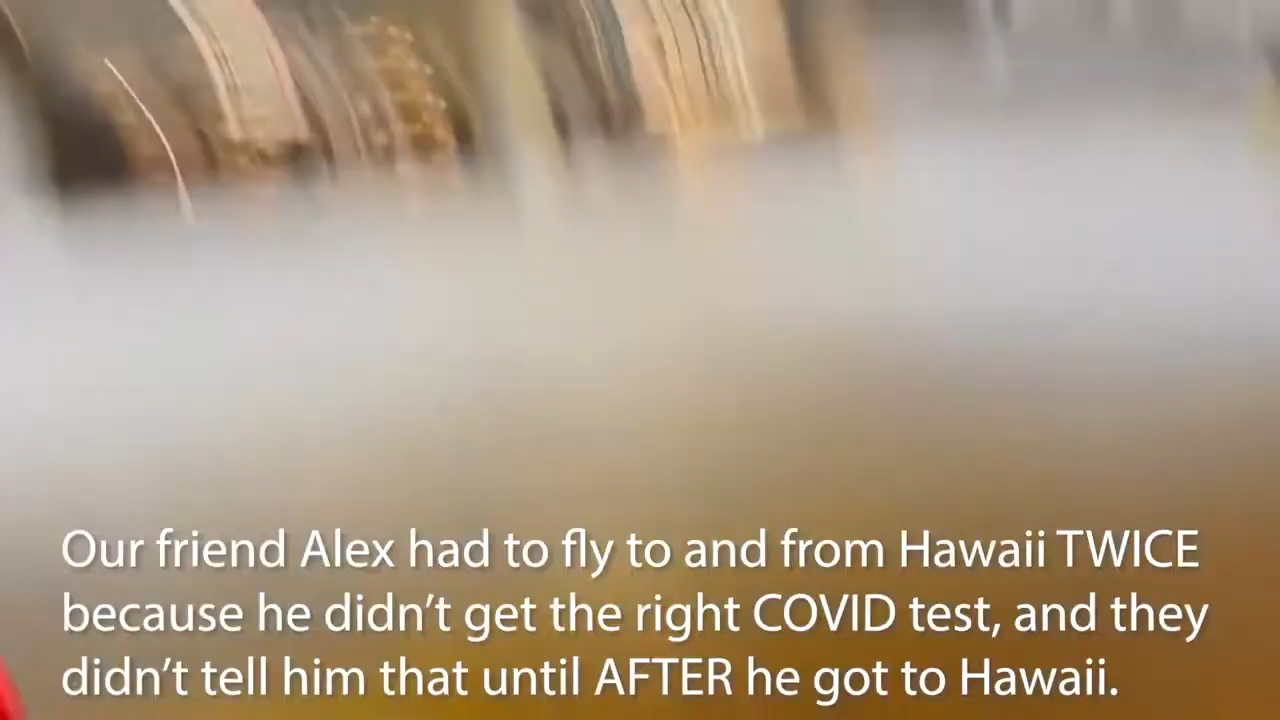 Our friend Alex had to fly to and from Hawaii TWICE
because he didn’t get the right COVID test, and they
didn’t tell him that until AFTER he got to Hawaii.